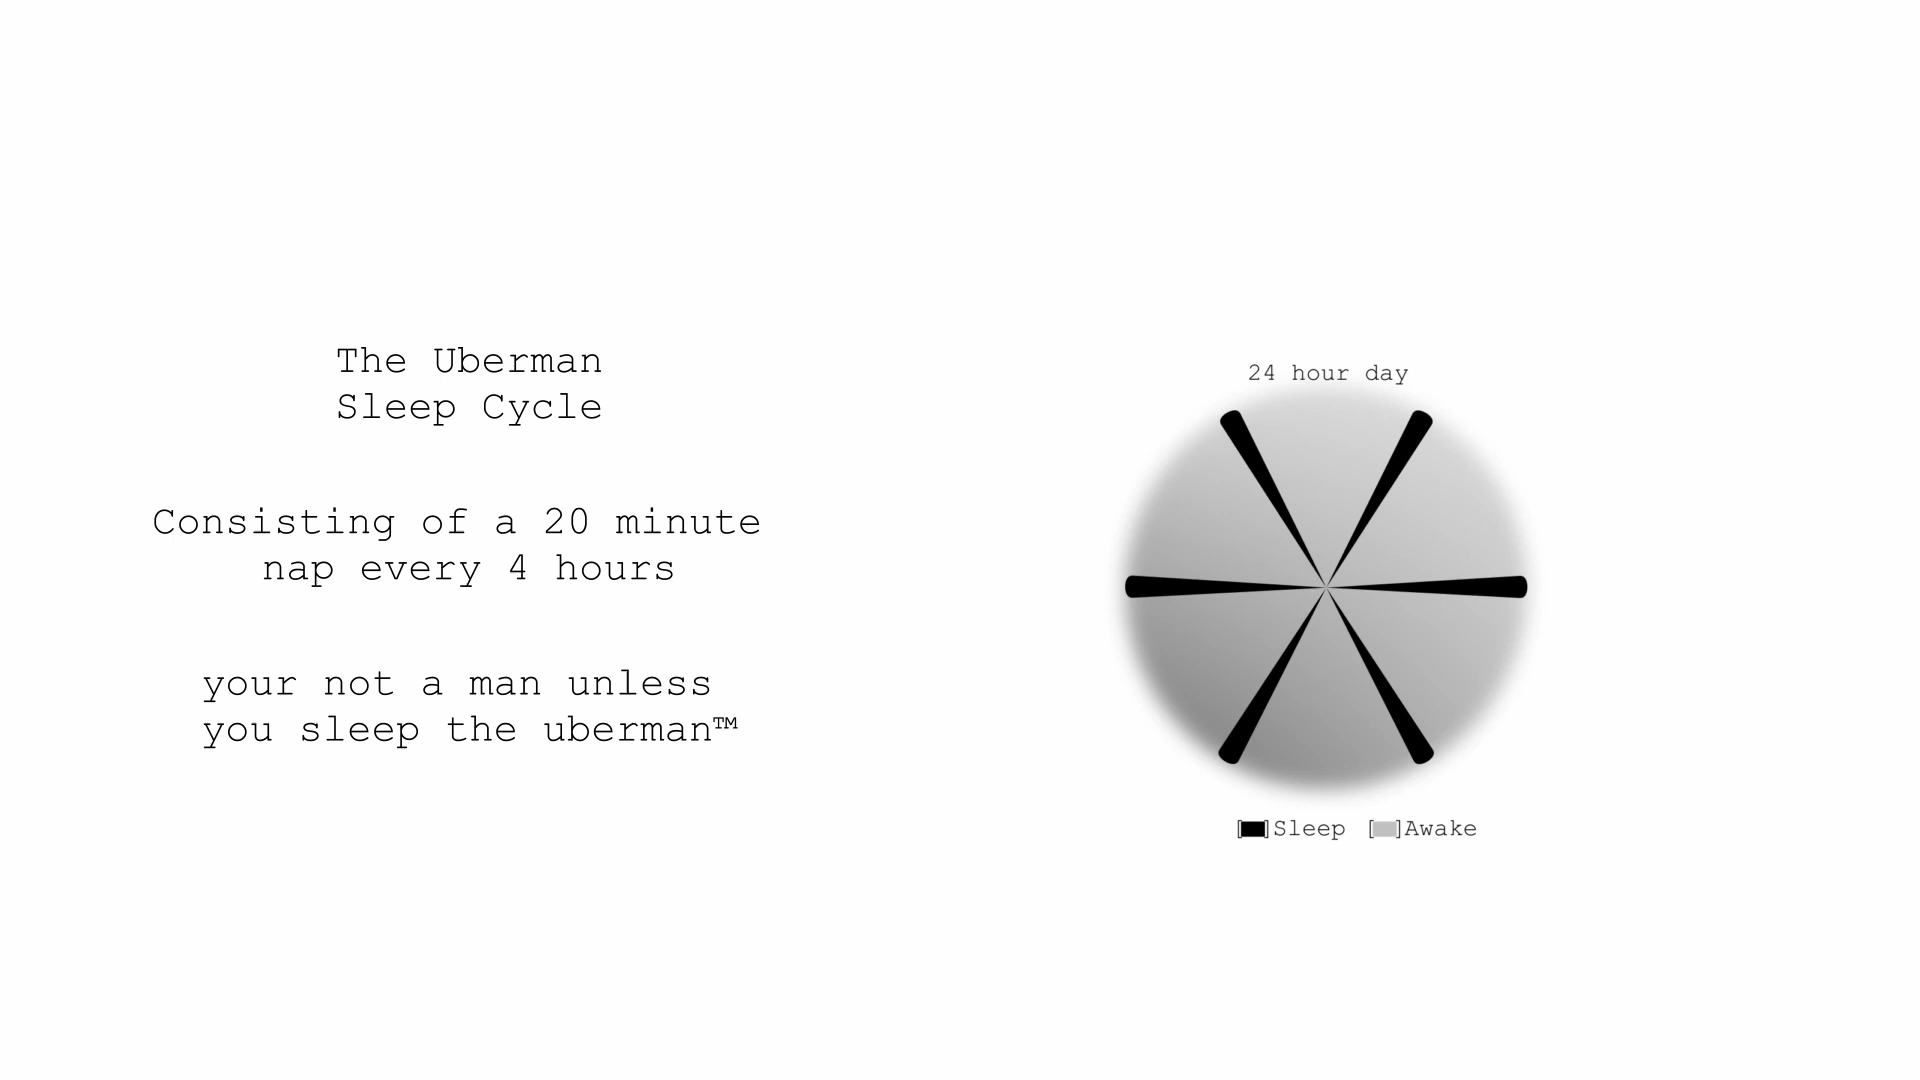 The Uberman
Sleep Cycle
Consisting of a 20 minute
nap every 4 hours
your not a man unless
you sleep the uberman™
24 hour day
[ ]Sleep [ ]Awake